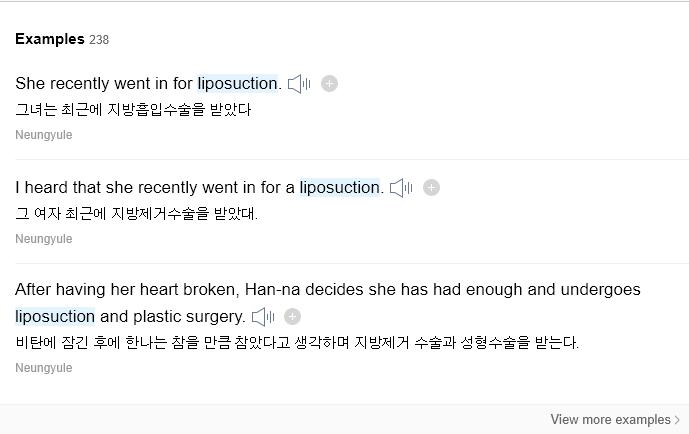 Examples 238
She recently went in for liposuction.
그녀는 최근에 지방흡입수술을 받았다
Neungyule
I heard that she recently went in for a liposuction.
그 여자 최근에 지방제거수술을 받았대.
Neungyule
After having her heart broken, Han-na decides she has had enough and undergoes
liposuction and plastic surgery.
비탄에 잠긴 후에 한나는 참을 만큼 참았다고 생각하며 지방제거 수술과 성형수술을 받는다.
Neungyule
View more examples